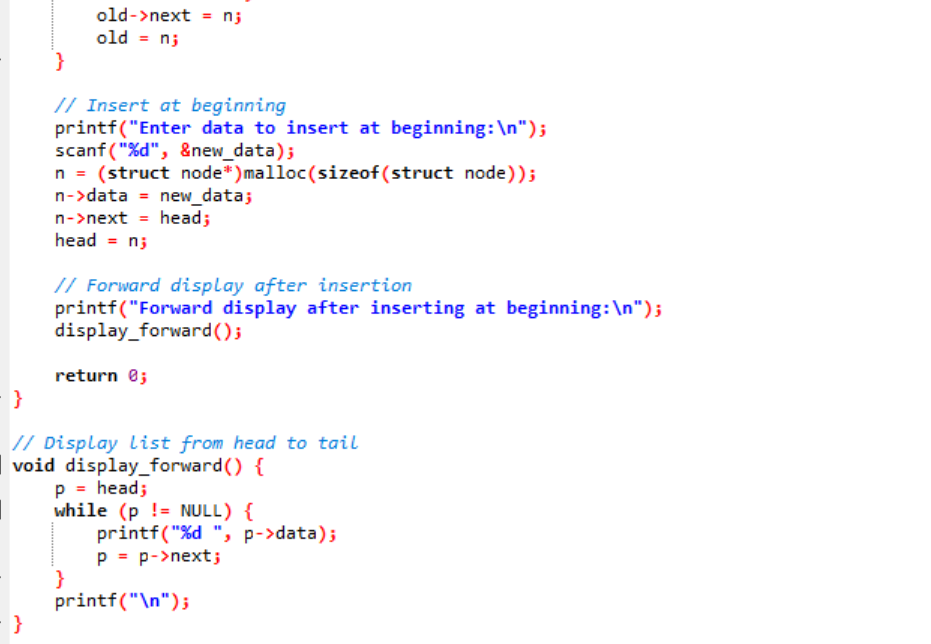 old->next = n;
old = n;
}
// Insert at beginning
printf("Enter data to insert at beginning:\n");
scanf("%d", &new_data);
n = (struct node*)malloc(sizeof(struct node));
n->data = new_data;
n->next = head;
head = n;
// Forward display after insertion
printf("Forward display after inserting at beginning:\n");
display_forward();
return 0;
}
// Display list from head to tail
void display_forward() {
p = head;
while (p != NULL) {
printf("%d ", p->data);
p = p->next;
}
printf("\n");
}